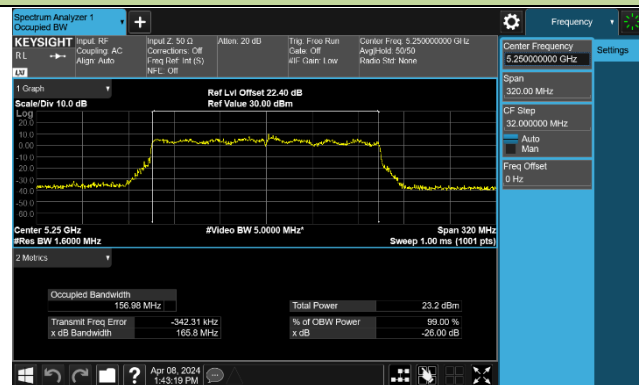 Spectrum Analyzer 1
Occupied BW
Frequency
KEYSIGHT
RL
Input: RF
Coupling: AC
Align: Auto
Input Z: 50 Ω
Corrections: Off
Freq Ref: Int (S)
NFE: Off
Atten: 20 dB
Trig: Free Run
Gate: Off
#IF Gain: Low
Center Freq: 5.250000000 GHz
Avg|Hold: 50/50
Radio Std: None
LXI
Center Frequency
5.250000000 GHz
Settings
Span
320.00 MHz
CF Step
32.000000 MHz
Auto
Man
Freq Offset
0 Hz
1 Graph
Scale/Div 10.0 dB
Ref Lvl Offset 22.40 dB
Ref Value 30.00 dBm
Log
20.0
10.0
0.00
-10.0
-20.0
-30.0
-40.0
-50.0
-60.0
Center 5.25 GHz
#Res BW 1.6000 MHz
#Video BW 5.0000 MHz*
Span 320 MHz
Sweep 1.00 ms (1001 pts)
2 Metrics
Occupied Bandwidth
156.98 MHz
Total Power 23.2 dBm
Transmit Freq Error -342.31 kHz
% of OBW Power 99.00 %
x dB Bandwidth 165.8 MHz
x dB -26.00 dB
Apr 08, 2024
1:43:19 PM